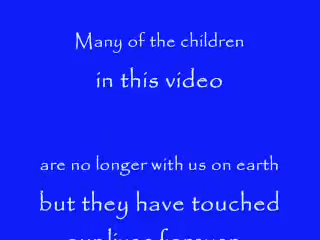 Many of the children
in this video
are no longer with us on earth
but they have touched
our lives forever